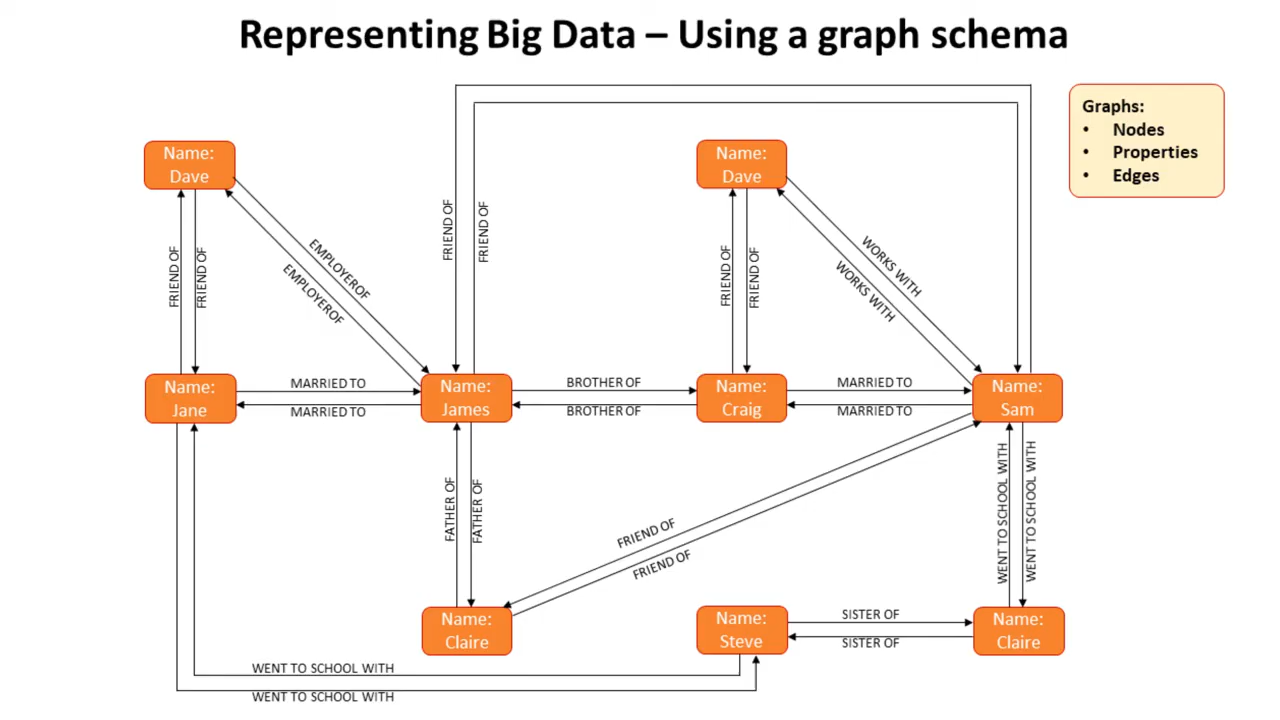 Representing Big Data – Using a graph schema
Graphs:
• Nodes
• Properties
• Edges
Name:
Dave
Name:
Dave
FRIEND OF
FRIEND OF
EMPLOYER OF
EMPLOYER OF
FRIEND OF
FRIEND OF
FRIEND OF
FRIEND OF
WORKS WITH
WORKS WITH
Name:
Jane
MARRIED TO
MARRIED TO
Name:
James
BROTHER OF
BROTHER OF
Name:
Craig
MARRIED TO
MARRIED TO
Name:
Sam
FATHER OF
FATHER OF
FRIEND OF
FRIEND OF
WENT TO SCHOOL WITH
WENT TO SCHOOL WITH
Name:
Claire
Name:
Steve
SISTER OF
SISTER OF
Name:
Claire
WENT TO SCHOOL WITH
WENT TO SCHOOL WITH